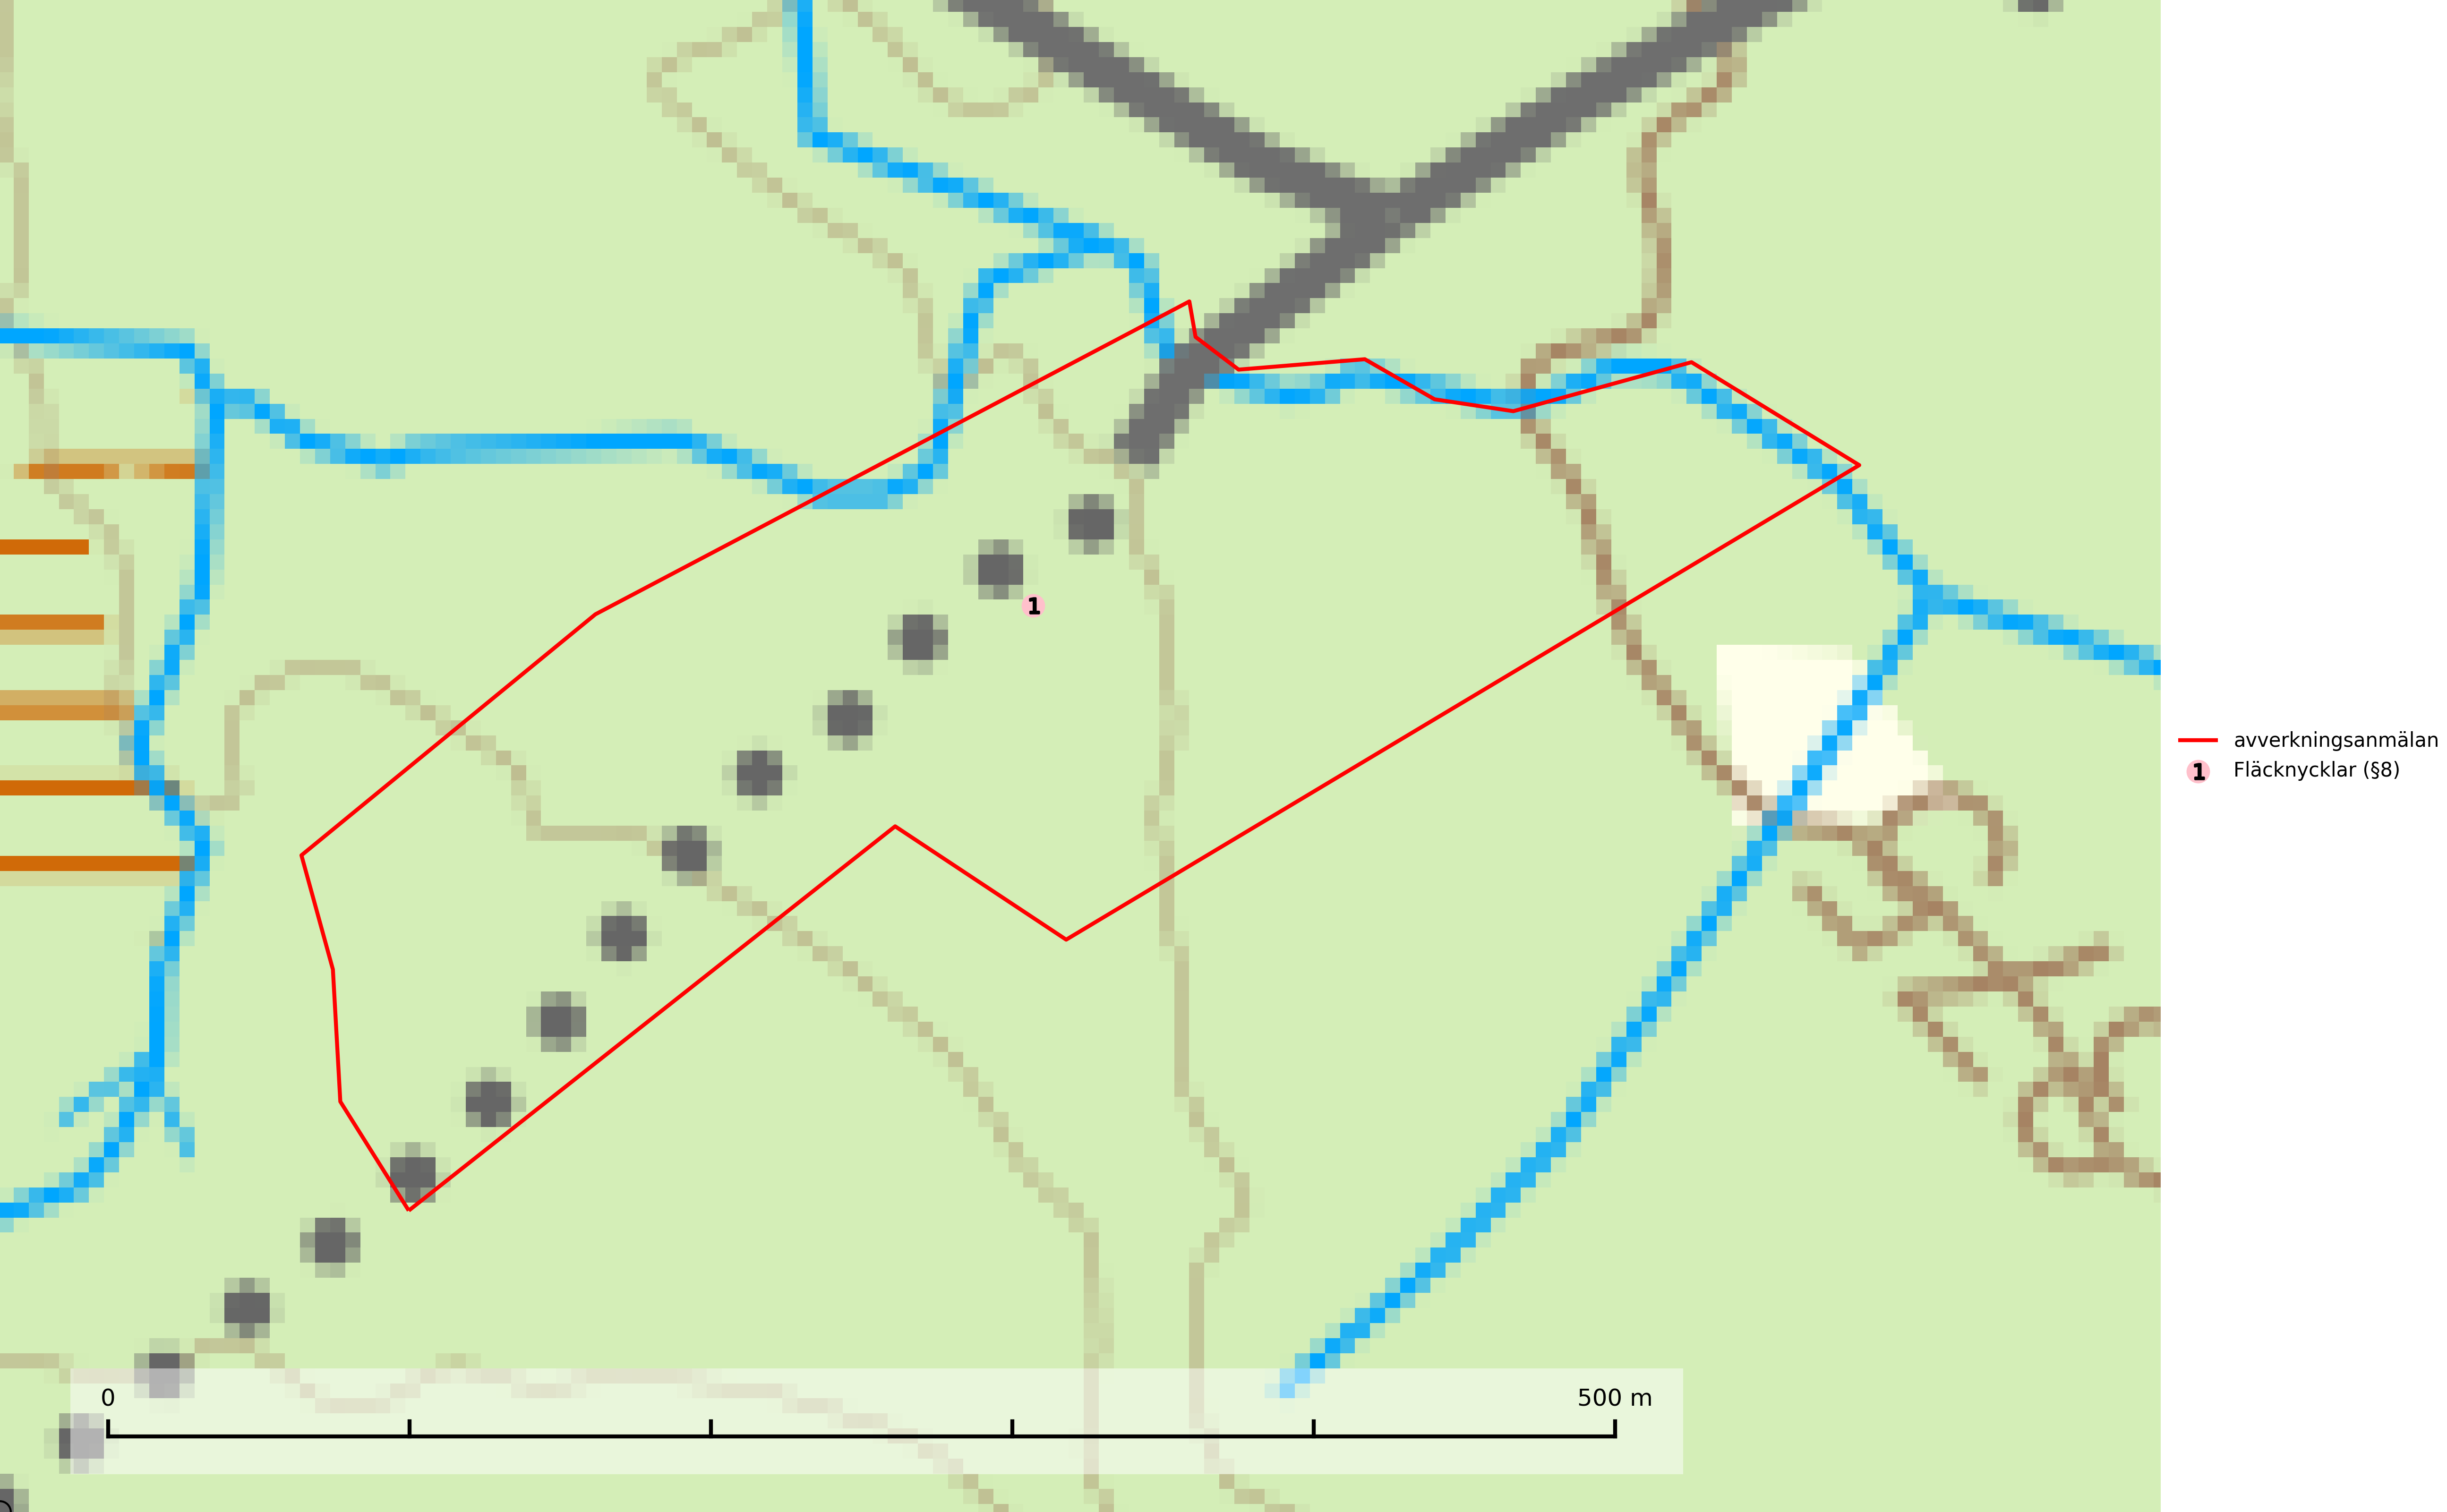 1
avverkningsanmälan
1 Fläcknycklar (§8)
0 500 m